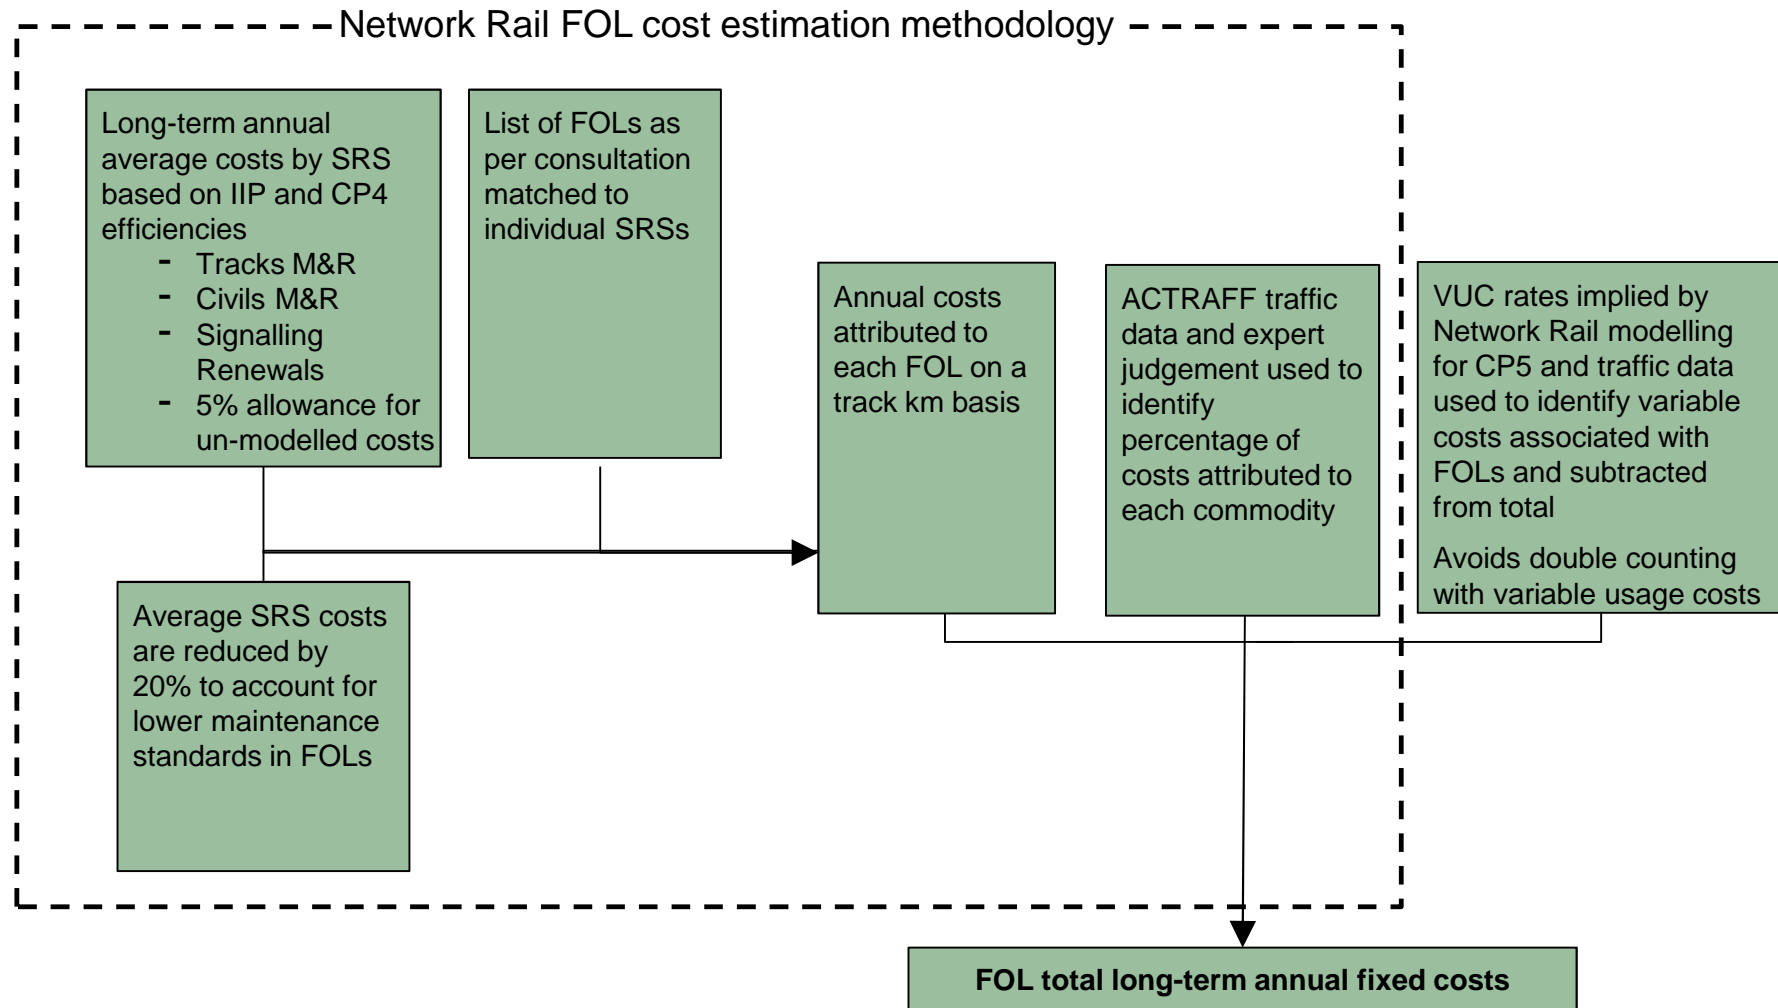 Network Rail FOL cost estimation methodology
Long-term annual
average costs by SRS
based on IIP and CP4
efficiencies
- Tracks M&R
- Civils M&R
- Signalling
Renewals
- 5% allowance for
un-modelled costs
List of FOLs as
per consultation
matched to
individual SRSs
Average SRS costs
are reduced by
20% to account for
lower maintenance
standards in FOLs
Annual costs
attributed to
each FOL on a
track km basis
ACTRAFF traffic
data and expert
judgement used to
identify
percentage of
costs attributed to
each commodity
VUC rates implied by
Network Rail modelling
for CP5 and traffic data
used to identify variable
costs associated with
FOLs and subtracted
from total
Avoids double counting
with variable usage costs
FOL total long-term annual fixed costs